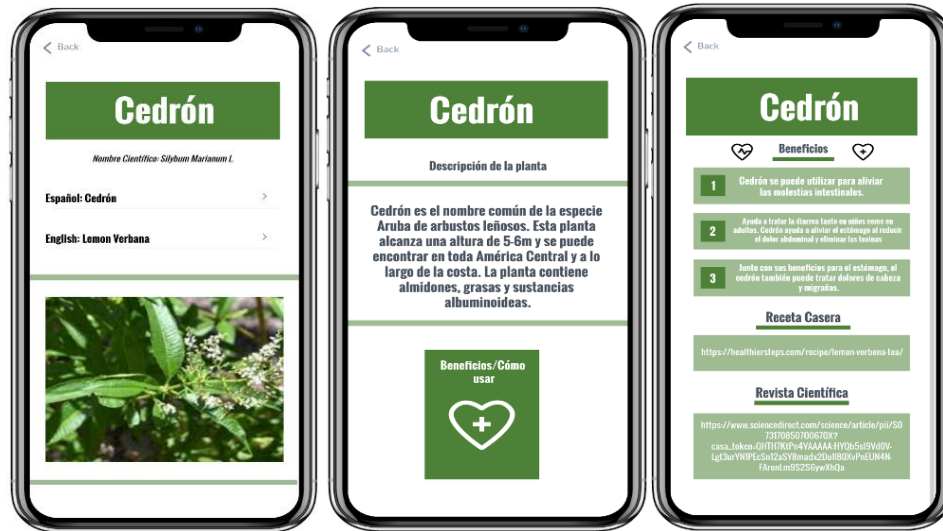 Back
Cedrón
Nombre Científico: Silybum Marianum L.
Español: Cedrón
English: Lemon Verbana
Back
Cedrón
Descripción de la planta
Cedrón es el nombre común de la especie
Aruba de arbustos leñosos. Esta planta
alcanza una altura de 5-6m y se puede
encontrar en toda América Central y a lo
largo de la costa. La planta contiene
almidones, grasas y sustancias
albuminoideas.
Beneficios/Cómo
usar
Back
Cedrón
Beneficios
1
Cedrón se puede utilizar para aliviar
las molestias intestinales.
2
Ayuda a tratar la diarrea tanto en niños como en
adultos. Cedrón ayuda a aliviar el estómago al reducir
el dolor abdominal y eliminar las toxinas
3
Junto con sus beneficios para el estómago, el
cedrón también puede tratar dolores de cabeza
y migrañas.
Receta Casera
https://healthiersteps.com/recipe/lemon-verbena-tea/
Revista Científica
https://www.sciencedirect.com/science/article/pii/S0
73170850700670X?